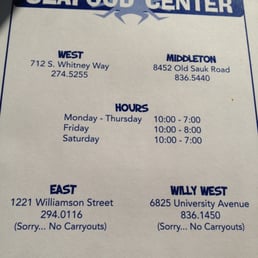 SEAFOOD CENTER
WEST
712 S. Whitney Way
274.5255
MIDDLETON
8452 Old Sauk Road
836.5440
HOURS
Monday - Thursday 10:00 - 7:00
Friday 10:00 - 8:00
Saturday 10:00 - 7:00
EAST
1221 Williamson Street
294.0116
(Sorry... No Carryouts)
WILLY WEST
6825 University Avenue
836.1450
(Sorry... No Carryouts)